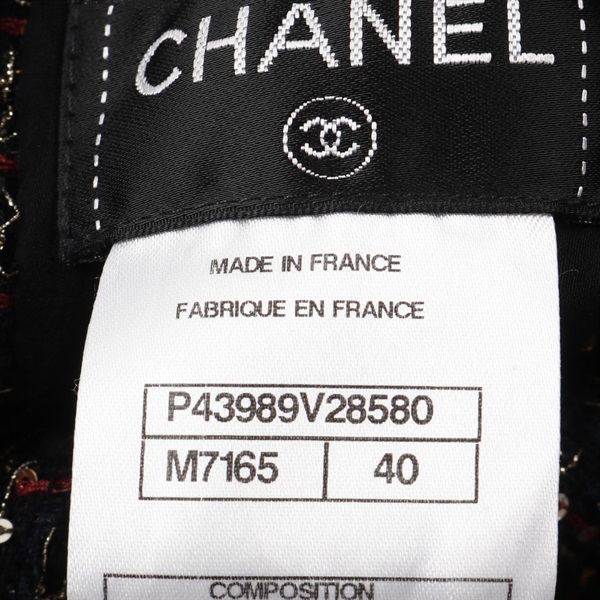 CHANEL
MADE IN FRANCE
FABRIQUE EN FRANCE
P43989V28580
M7165 40
COMPOSITION